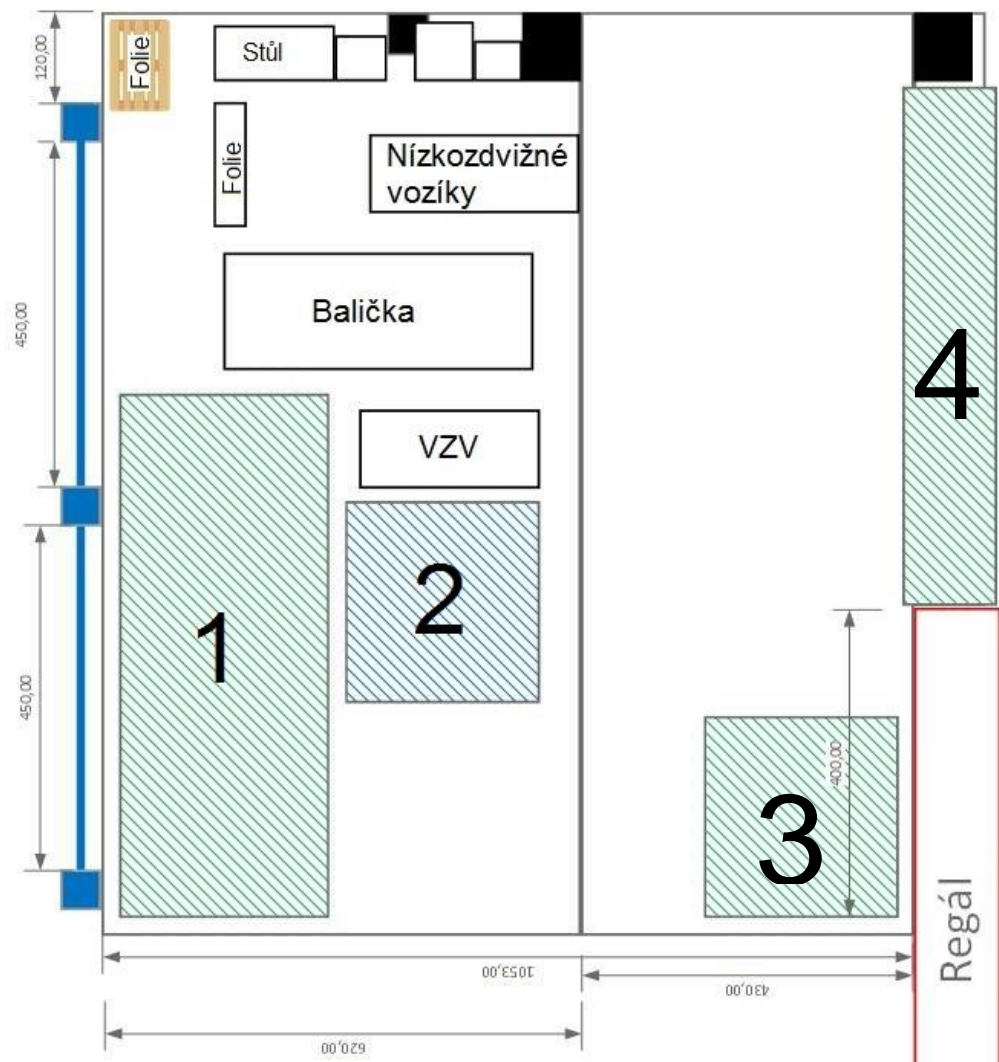 120,00
Folie
Stůl
Folie
Nízkozdvižné
vozíky
450,00
Balička
4
VZV
2
1
450,00
400,00
3
Regál
1053,00
430,00
620,00